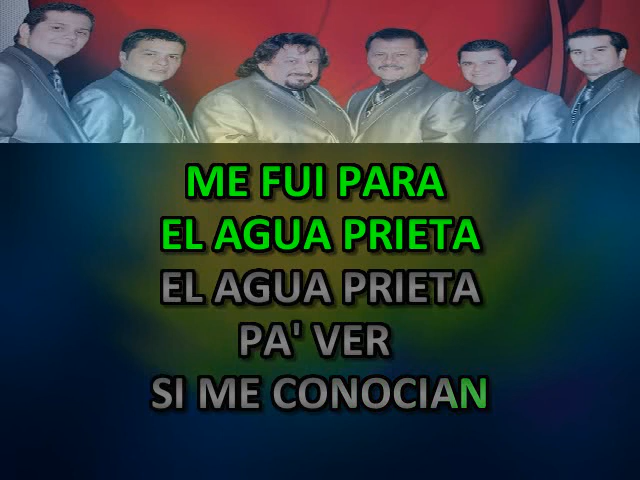 ME FUI PARA
EL AGUA PRIETA
EL AGUA PRIETA
PA' VER
SI ME CONOCIAN